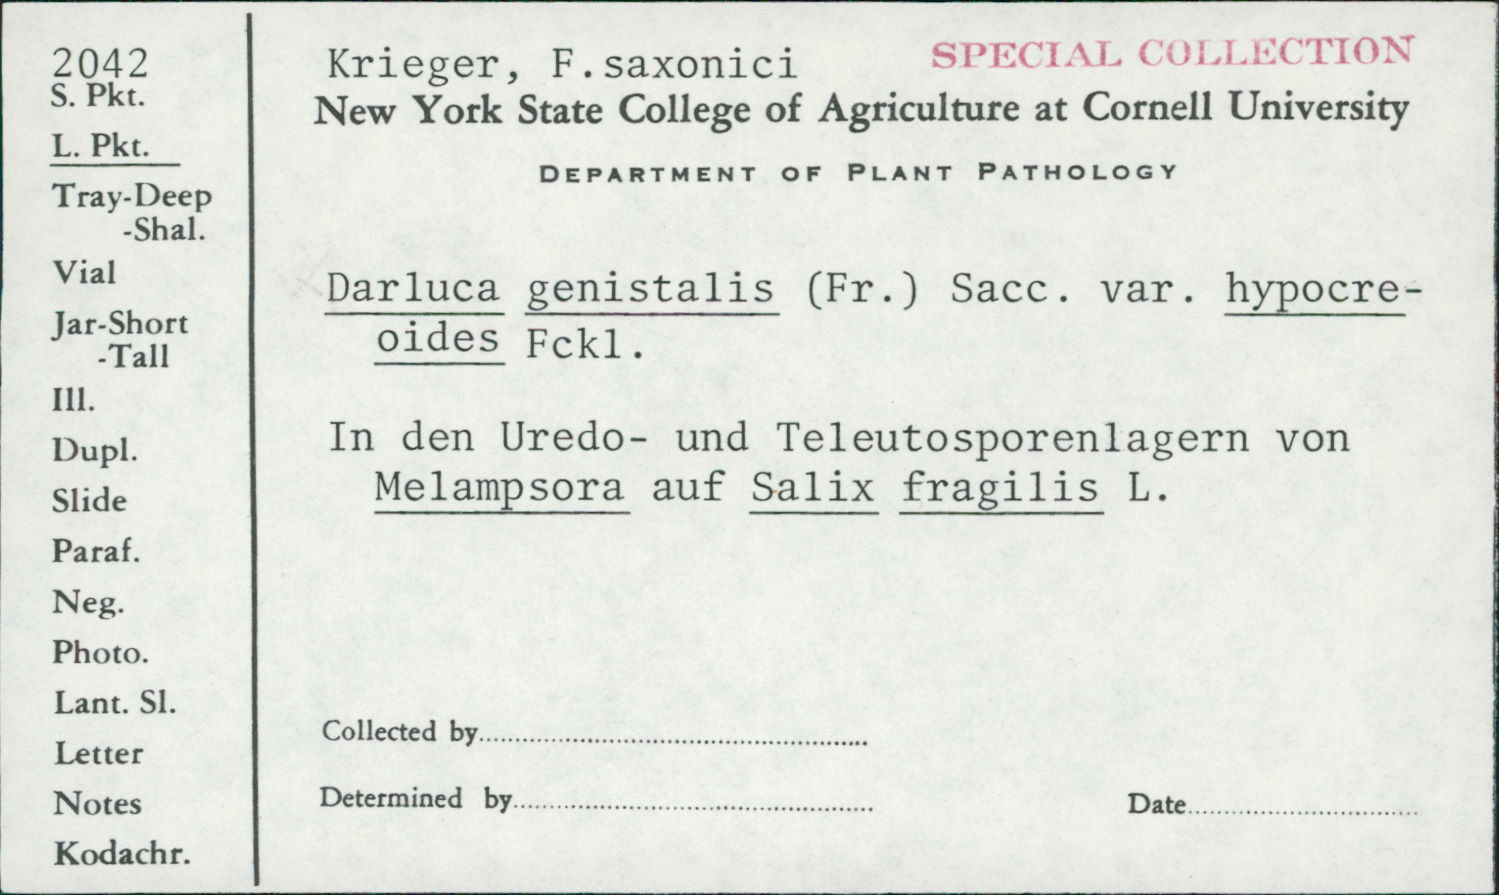 2042
S. Pkt.
L. Pkt.
Tray-Deep
-Shal.
Vial
Jar-Short
-Tall
Ill.
Dupl.
Slide
Paraf.
Neg.
Photo.
Lant. Sl.
Letter
Notes
Kodachr.
Krieger, F.saxonici
SPECIAL COLLECTION
New York State College of Agriculture at Cornell University
DEPARTMENT OF PLANT PATHOLOGY
Darluca genistalis (Fr.) Sacc. var. hypocre-
oides Fckl.
In den Uredo- und Teleutosporenlagern von
Melampsora auf Salix fragilis L.
Collected by
Determined by
Date